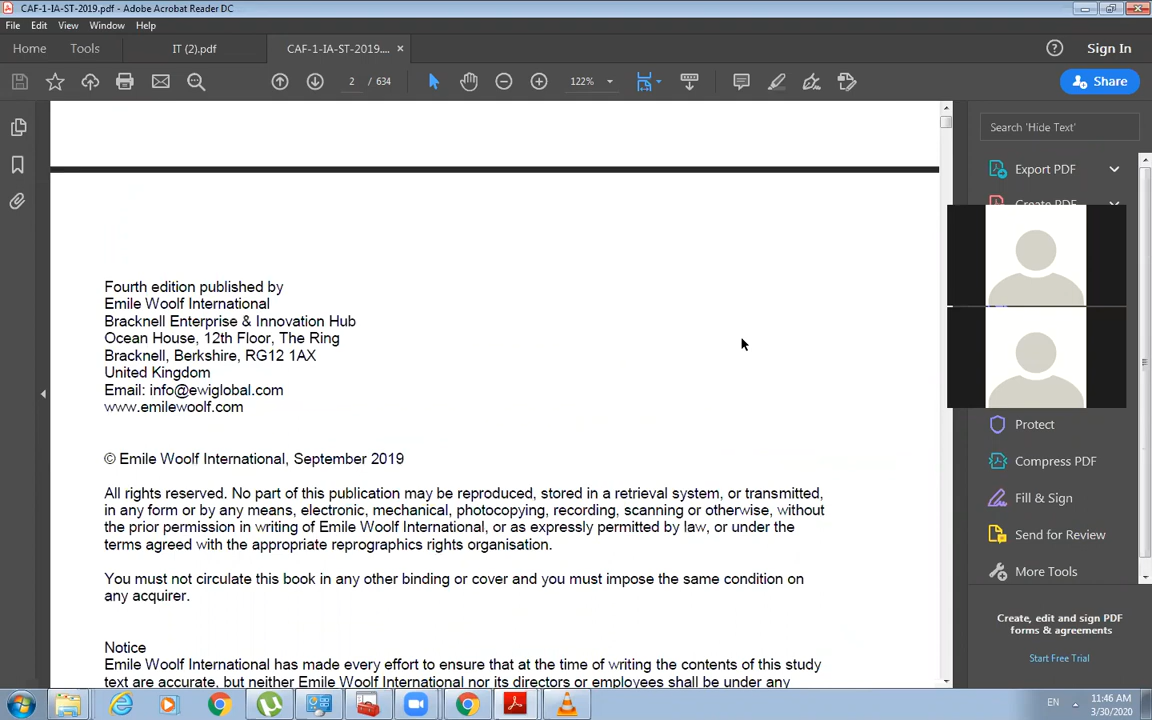 CAF-1-IA-ST-2019.pdf - Adobe Acrobat Reader DC
File Edit View Window Help
Home Tools IT (2).pdf CAF-1-IA-ST-2019.... × Sign In
2 / 634 122% Share
Search 'Hide Text'
Export PDF
Create PDF
Fourth edition published by
Emile Woolf International
Bracknell Enterprise & Innovation Hub
Ocean House, 12th Floor, The Ring
Bracknell, Berkshire, RG12 1AX
United Kingdom
Email: info@ewiglobal.com
www.emilewoolf.com
© Emile Woolf International, September 2019
All rights reserved. No part of this publication may be reproduced, stored in a retrieval system, or transmitted,
in any form or by any means, electronic, mechanical, photocopying, recording, scanning or otherwise, without
the prior permission in writing of Emile Woolf International, or as expressly permitted by law, or under the
terms agreed with the appropriate reprographics rights organisation.
You must not circulate this book in any other binding or cover and you must impose the same condition on
any acquirer.
Notice
Emile Woolf International has made every effort to ensure that at the time of writing the contents of this study
text are accurate, but neither Emile Woolf International nor its directors or employees shall be under any
Protect
Compress PDF
Fill & Sign
Send for Review
More Tools
Create, edit and sign PDF
forms & agreements
Start Free Trial
EN 11:46 AM
3/30/2020